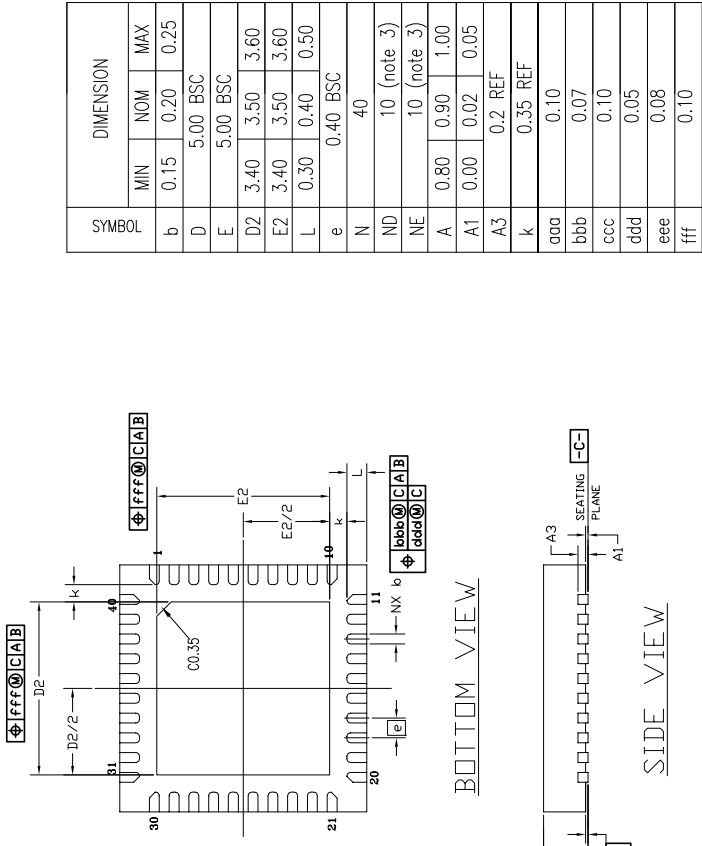 SYMBOL DIMENSION
MIN NOM MAX
b 0.15 0.20 0.25
D 5.00 BSC
E 5.00 BSC
D2 3.40 3.50 3.60
E2 3.40 3.50 3.60
L 0.30 0.40 0.50
e 0.40 BSC
N 40
ND 10 (note 3)
NE 10 (note 3)
A 0.80 0.90 1.00
A1 0.00 0.02 0.05
A3 0.2 REF
k 0.35 REF
aaa 0.10
bbb 0.07
ccc 0.10
ddd 0.05
eee 0.08
fff 0.10
⌖ fff Ⓜ C A B
D2
D2/2
k
31
40
30
1
C0.35
⌖ fff Ⓜ C A B
E2
E2/2
k
L
21
10
20
11
e
NX b
⌖ bbb Ⓜ C A B
ddd Ⓜ C
BOTTOM VIEW
A3
SEATING
PLANE
-C-
A1
SIDE VIEW